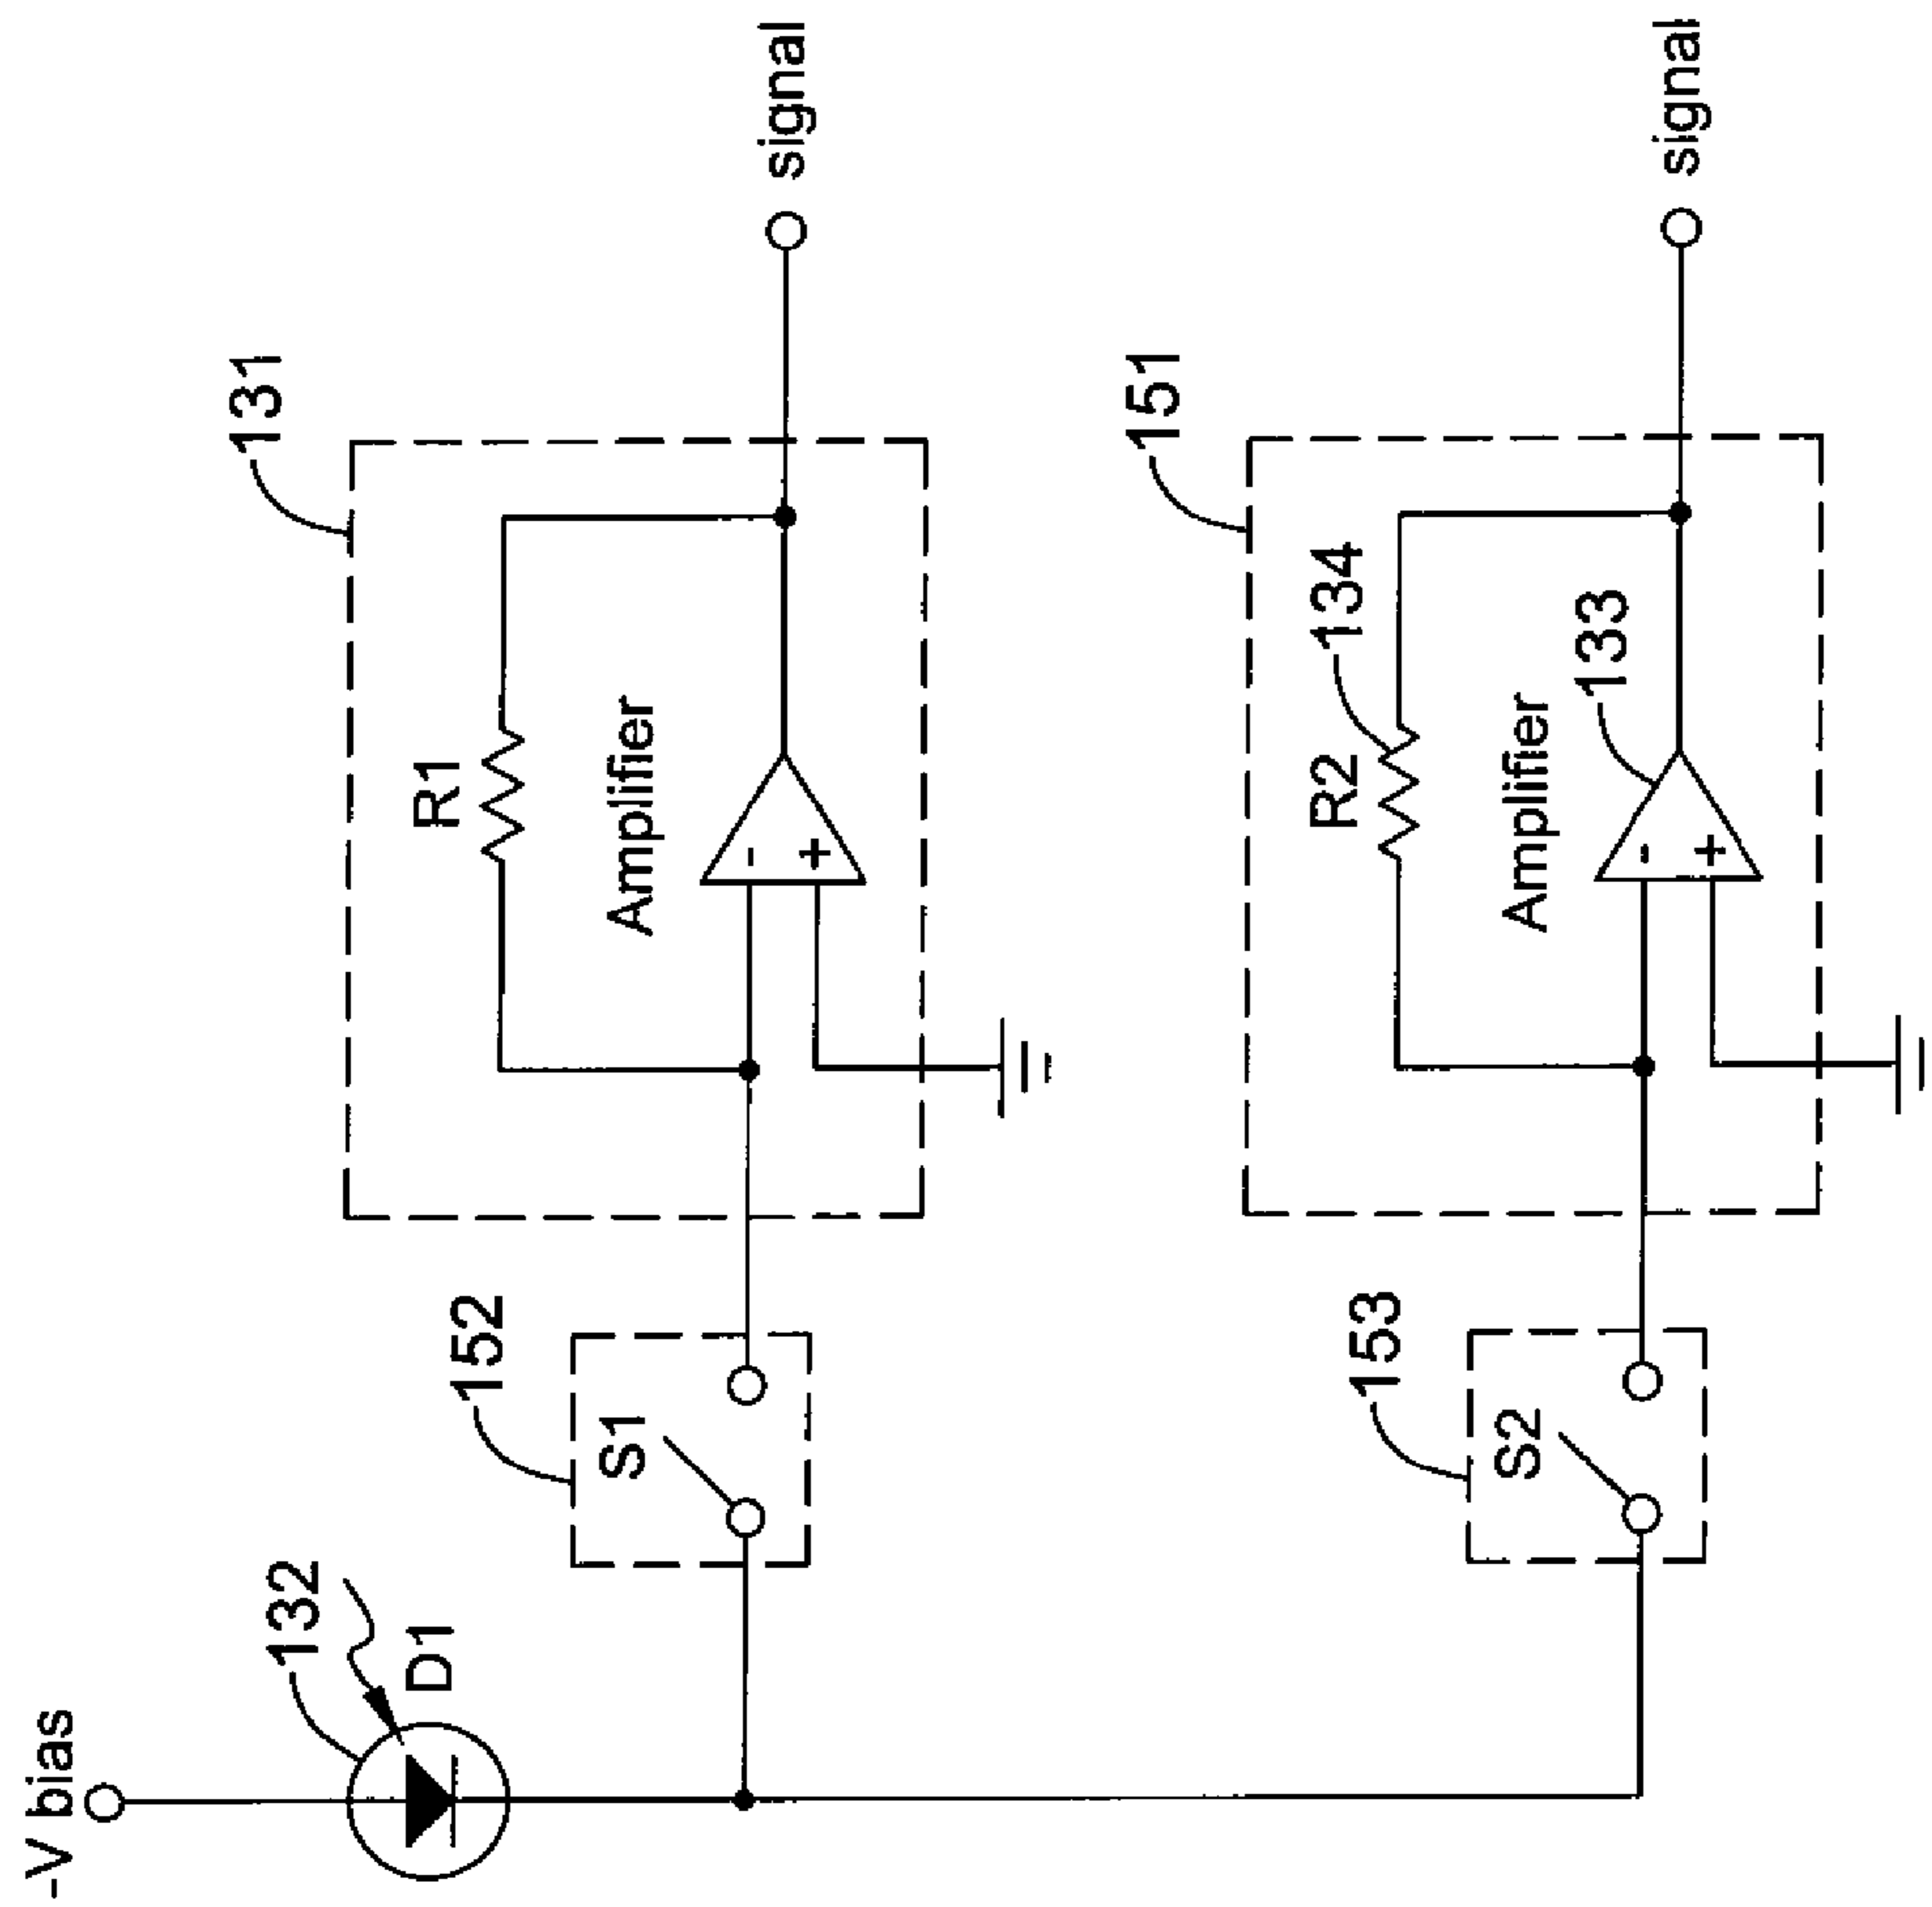 -V bias
132
D1
152
S1
131
R1
Amplifier
-
+
signal
153
S2
151
R2
134
Amplifier
133
-
+
signal